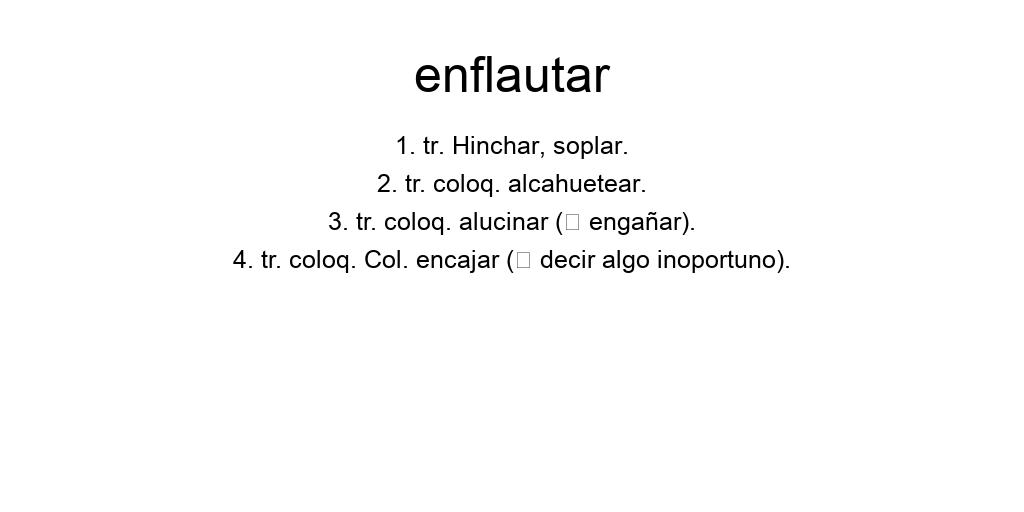 enflautar
1. tr. Hinchar, soplar.
2. tr. coloq. alcahuetear.
3. tr. coloq. alucinar (□ engañar).
4. tr. coloq. Col. encajar (□ decir algo inoportuno).